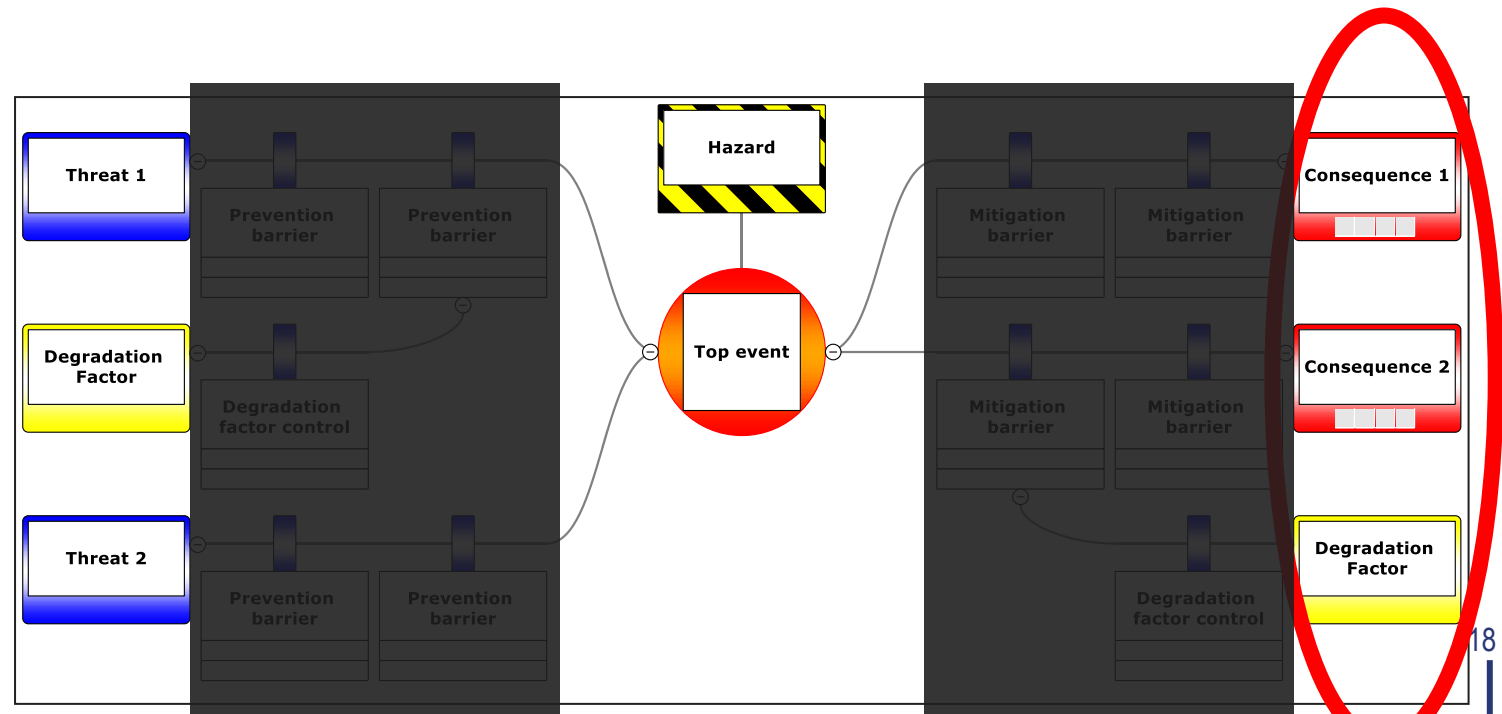 Hazard
Threat 1
Prevention
barrier
Prevention
barrier
Mitigation
barrier
Mitigation
barrier
Consequence 1
Degradation
Factor
Degradation
factor control
Top event
Mitigation
barrier
Mitigation
barrier
Consequence 2
Threat 2
Prevention
barrier
Prevention
barrier
Degradation
factor control
Degradation
Factor
18